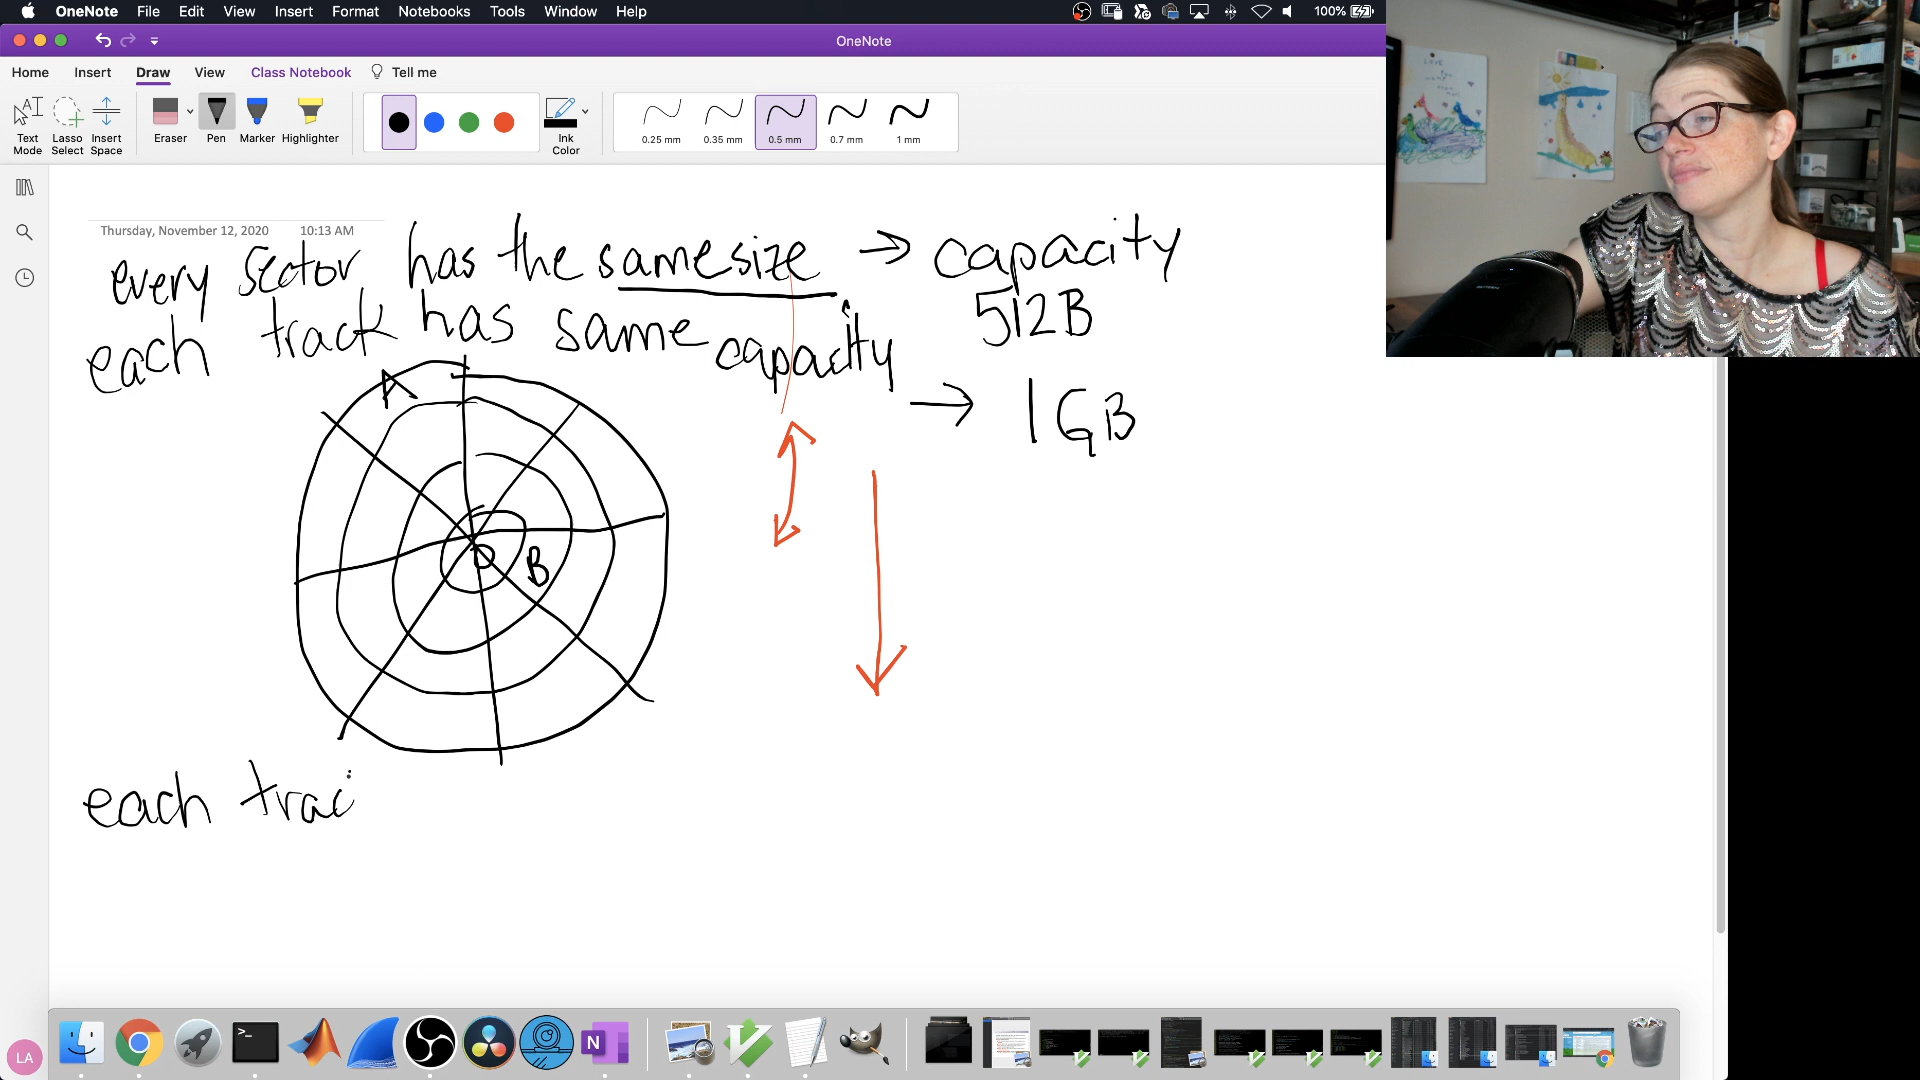 OneNote File Edit View Insert Format Notebooks Tools Window Help 100%
OneNote
Home Insert Draw View Class Notebook Tell me
Text Mode Lasso Select Insert Space Eraser Pen Marker Highlighter Ink Color 0.25 mm 0.35 mm 0.5 mm 0.7 mm 1 mm
Thursday, November 12, 2020 10:13 AM
every sector has the same size → capacity
512B
each track has same capacity
→ 1GB
A
B
each trac
N
LA